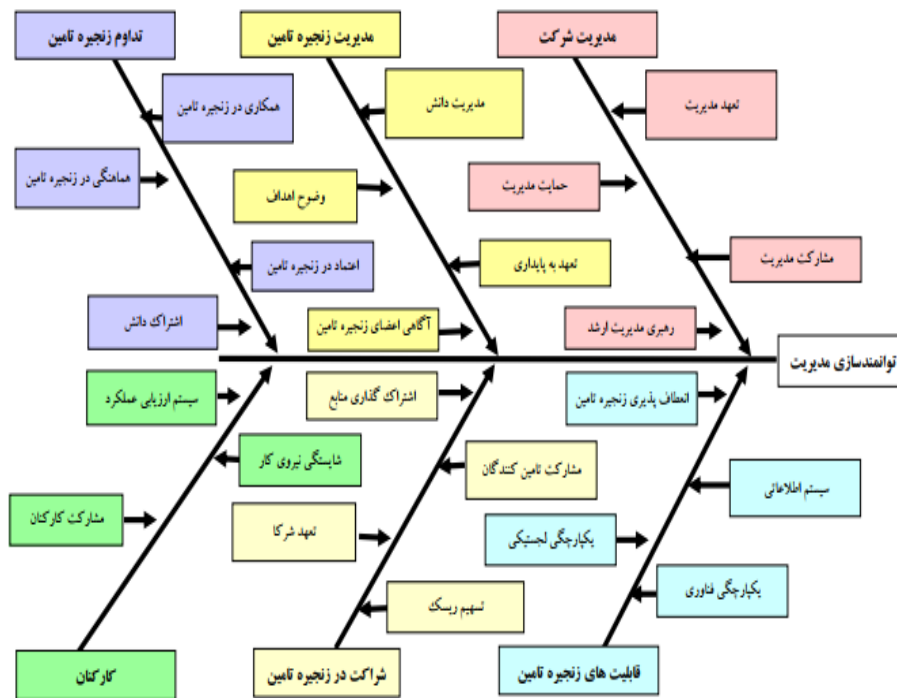 مدیریت شرکت
مدیریت زنجیره تامین
تداوم زنجیره تامین
تعهد مدیریت
مدیریت دانش
همکاری در زنجیره تامین
حمایت مدیریت
وضوح اهداف
هماهنگی در زنجیره تامین
مشارکت مدیریت
تعهد به پایداری
اعتماد در زنجیره تامین
رهبری مدیریت ارشد
آگاهی اعضای زنجیره تامین
اشتراک دانش
توانمندسازی مدیریت
انعطاف پذیری زنجیره تامین
اشتراک گذاری منابع
سیستم ارزیابی عملکرد
سیستم اطلاعاتی
مشارکت تامین کنندگان
شایستگی نیروی کار
یکپارچگی لجستیکی
تعهد شرکا
مشارکت کارکنان
یکپارچگی فناوری
تسهیم ریسک
قابلیت های زنجیره تامین
شراکت در زنجیره تامین
کارکنان